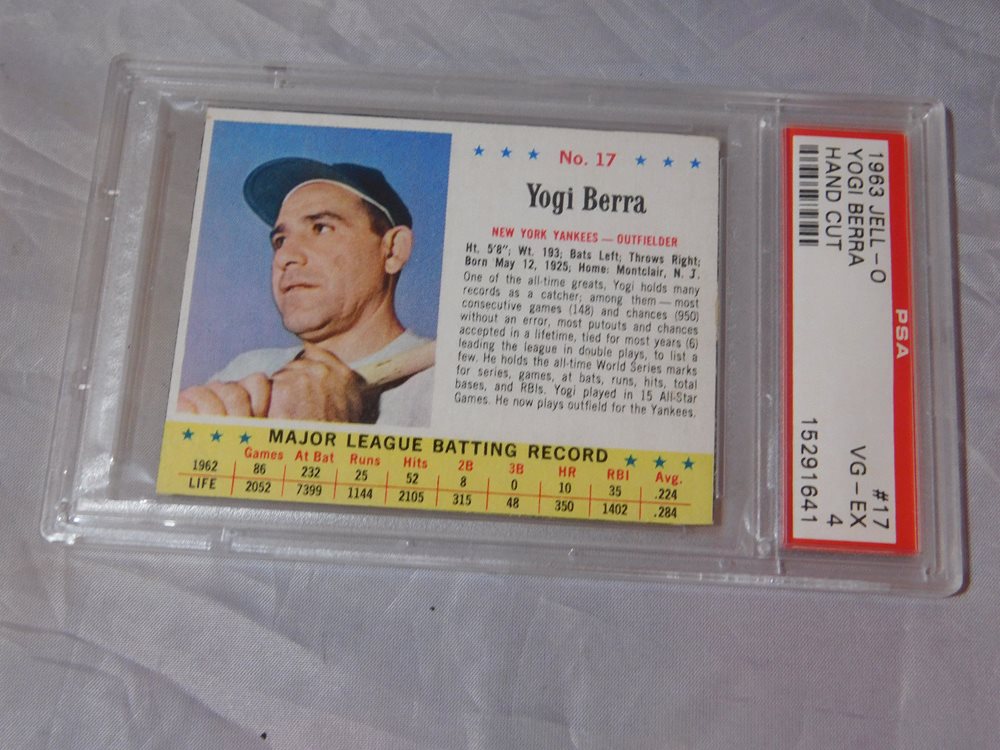 No. 17
Yogi Berra
NEW YORK YANKEES — OUTFIELDER
Ht. 5'8"; Wt. 193; Bats Left; Throws Right;
Born May 12, 1925; Home: Montclair, N. J.
One of the all-time greats, Yogi holds many
records as a catcher; among them — most
consecutive games (148) and chances (950)
without an error, most putouts and chances
accepted in a lifetime, tied for most years (6)
leading the league in double plays, to list a
few. He holds the all-time World Series marks
for series, games, at bats, runs, hits, total
bases, and RBIs. Yogi played in 15 All-Star
Games. He now plays outfield for the Yankees.
MAJOR LEAGUE BATTING RECORD
Games At Bat Runs Hits 2B 3B HR RBI Avg.
1962 86 232 25 52 8 0 10 35 .224
LIFE 2052 7399 1144 2105 315 48 350 1402 .284
1963 JELL-O #17
YOGI BERRA VG-EX
HAND CUT 4
15291641
PSA